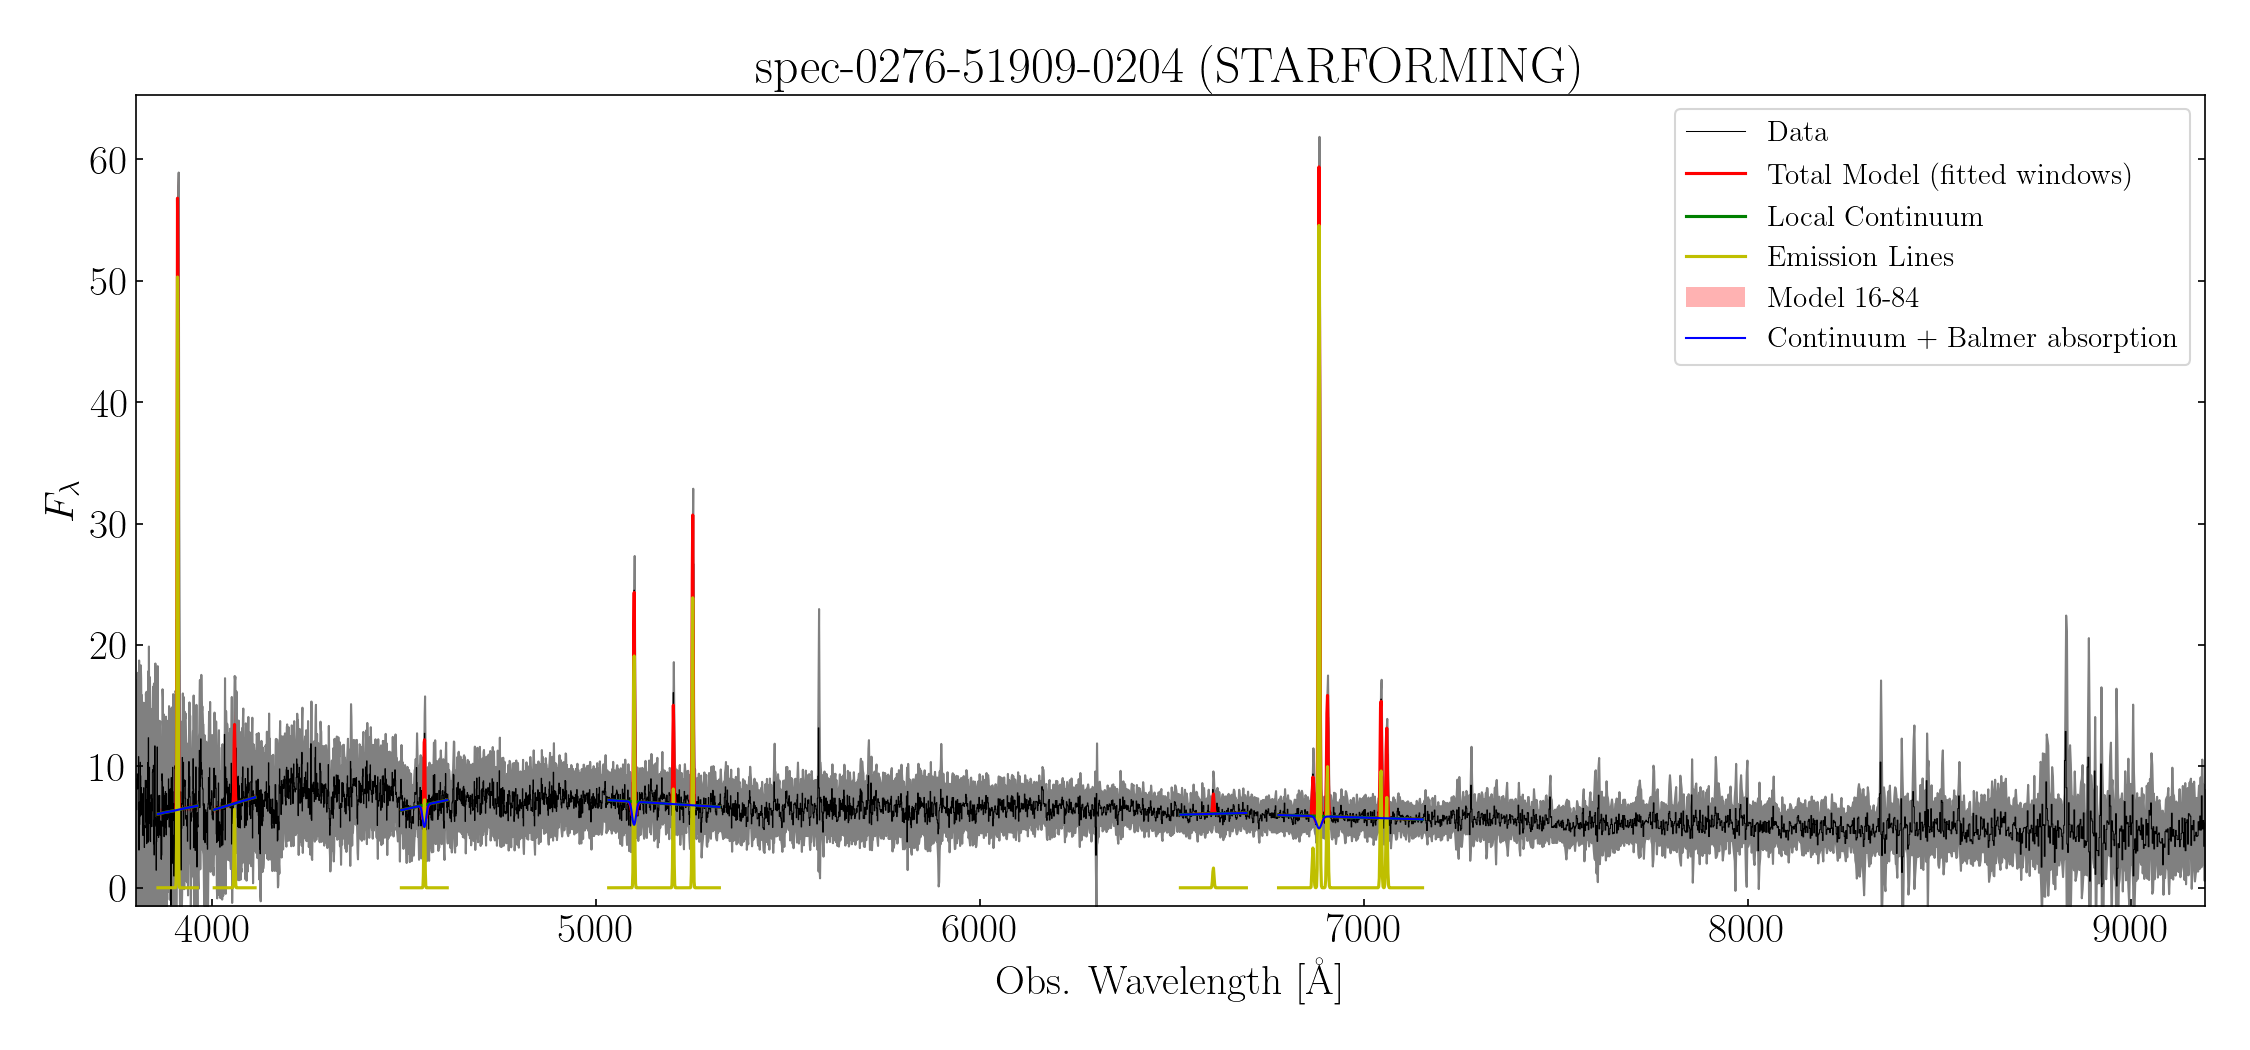 spec-0276-51909-0204 (STARFORMING)
Data
Total Model (fitted windows)
Local Continuum
Emission Lines
Model 16-84
Continuum + Balmer absorption
60
50
40
30
20
10
0
Fλ
4000 5000 6000 7000 8000 9000
Obs. Wavelength [Å]